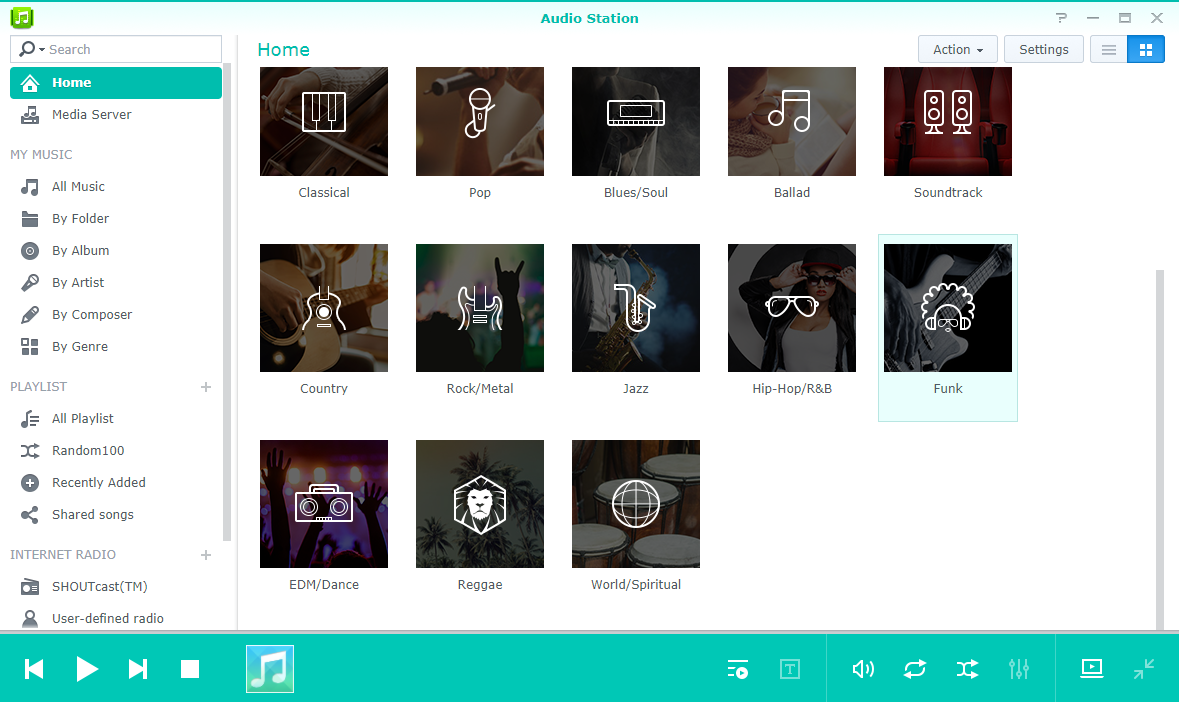 Audio Station
Search
Home
Media Server
MY MUSIC
All Music
By Folder
By Album
By Artist
By Composer
By Genre
PLAYLIST
All Playlist
Random100
Recently Added
Shared songs
INTERNET RADIO
SHOUTcast(TM)
User-defined radio
Home
Action
Settings
Classical
Pop
Blues/Soul
Ballad
Soundtrack
Country
Rock/Metal
Jazz
Hip-Hop/R&B
Funk
EDM/Dance
Reggae
World/Spiritual
T